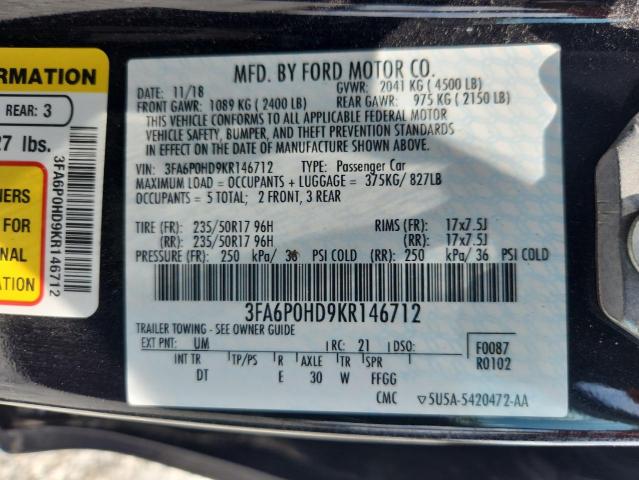 ORMATION
REAR: 3
27 lbs.
NERS
FOR
NAL
ATION
3FA6P0HD9KR146712
MFD. BY FORD MOTOR CO.
DATE: 11/18 GVWR: 2041 KG ( 4500 LB)
FRONT GAWR: 1089 KG ( 2400 LB) REAR GAWR: 975 KG ( 2150 LB)
THIS VEHICLE CONFORMS TO ALL APPLICABLE FEDERAL MOTOR
VEHICLE SAFETY, BUMPER, AND THEFT PREVENTION STANDARDS
IN EFFECT ON THE DATE OF MANUFACTURE SHOWN ABOVE.
VIN: 3FA6P0HD9KR146712 TYPE: Passenger Car
MAXIMUM LOAD = OCCUPANTS + LUGGAGE = 375KG/ 827LB
OCCUPANTS = 5 TOTAL; 2 FRONT, 3 REAR
TIRE (FR): 235/50R17 96H RIMS (FR): 17x7.5J
(RR): 235/50R17 96H (RR): 17x7.5J
PRESSURE (FR): 250 kPa/ 36 PSI COLD (RR): 250 kPa/ 36 PSI COLD
3FA6P0HD9KR146712
TRAILER TOWING - SEE OWNER GUIDE
EXT PNT: UM RC: 21 DSO: F0087
INT TR TP/PS R AXLE TR SPR R0102
DT E 30 W FFGG
CMC ▽5U5A-5420472-AA